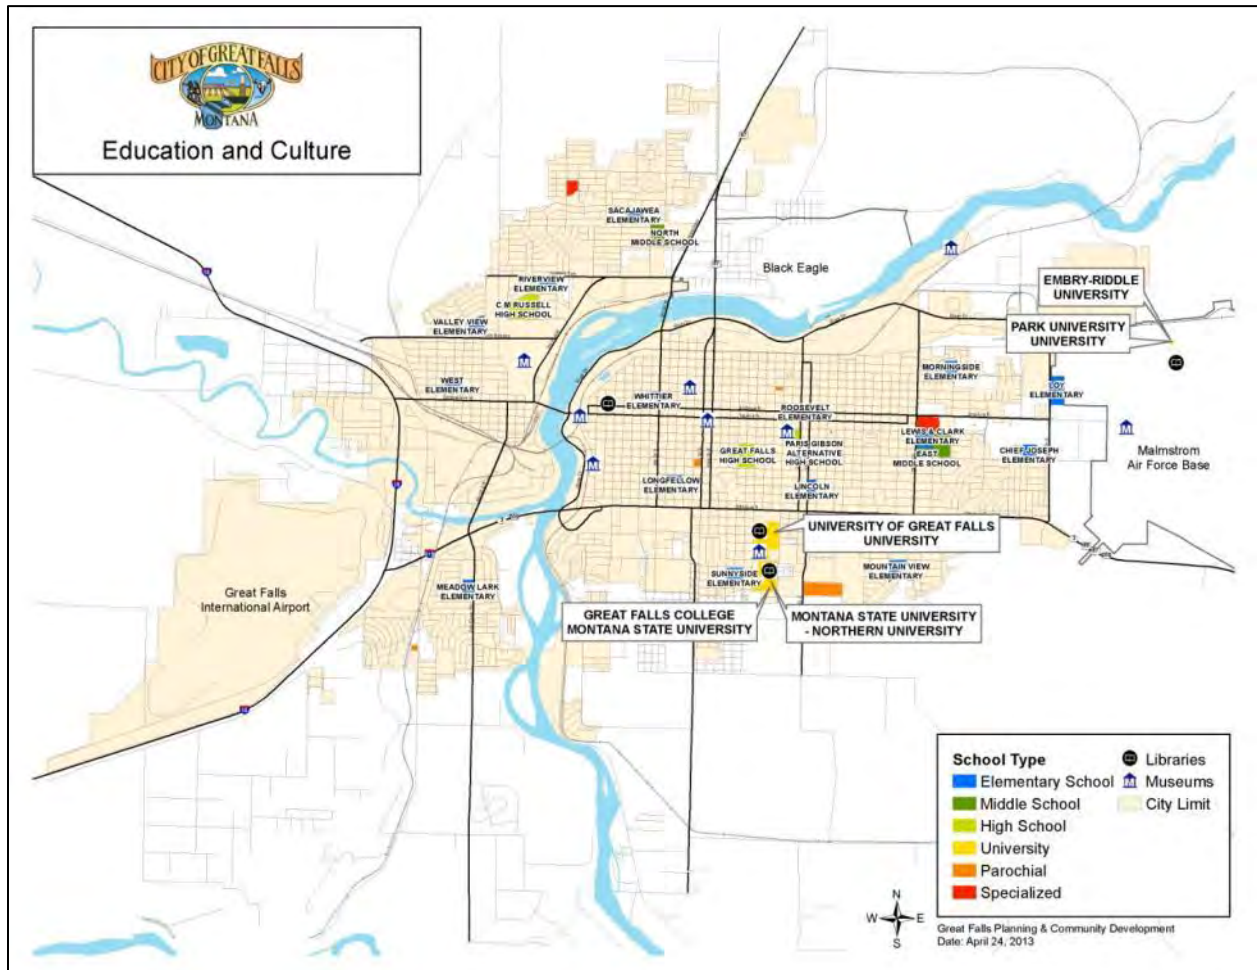 CITY OF GREAT FALLS
MONTANA
Education and Culture
SACAJAWEA
ELEMENTARY
NORTH
MIDDLE SCHOOL
Black Eagle
RIVERVIEW
ELEMENTARY
C M RUSSELL
HIGH SCHOOL
VALLEY VIEW
ELEMENTARY
EMBRY-RIDDLE
UNIVERSITY
PARK UNIVERSITY
UNIVERSITY
WEST
ELEMENTARY
WHITTIER
ELEMENTARY
MORNINGSIDE
ELEMENTARY
LOY
ELEMENTARY
ROOSEVELT
ELEMENTARY
GREAT FALLS
HIGH SCHOOL
PARIS GIBSON
ALTERNATIVE
HIGH SCHOOL
LEWIS & CLARK
ELEMENTARY
EAST
MIDDLE SCHOOL
CHIEF JOSEPH
ELEMENTARY
Malmstrom
Air Force Base
LONGFELLOW
ELEMENTARY
LINCOLN
ELEMENTARY
UNIVERSITY OF GREAT FALLS
UNIVERSITY
SUNNYSIDE
ELEMENTARY
MOUNTAIN VIEW
ELEMENTARY
MEADOW LARK
ELEMENTARY
Great Falls
International Airport
GREAT FALLS COLLEGE
MONTANA STATE UNIVERSITY
MONTANA STATE UNIVERSITY
- NORTHERN UNIVERSITY
School Type
Elementary School
Middle School
High School
University
Parochial
Specialized
Libraries
Museums
City Limit
N
W
E
S
Great Falls Planning & Community Development
Date: April 24, 2013